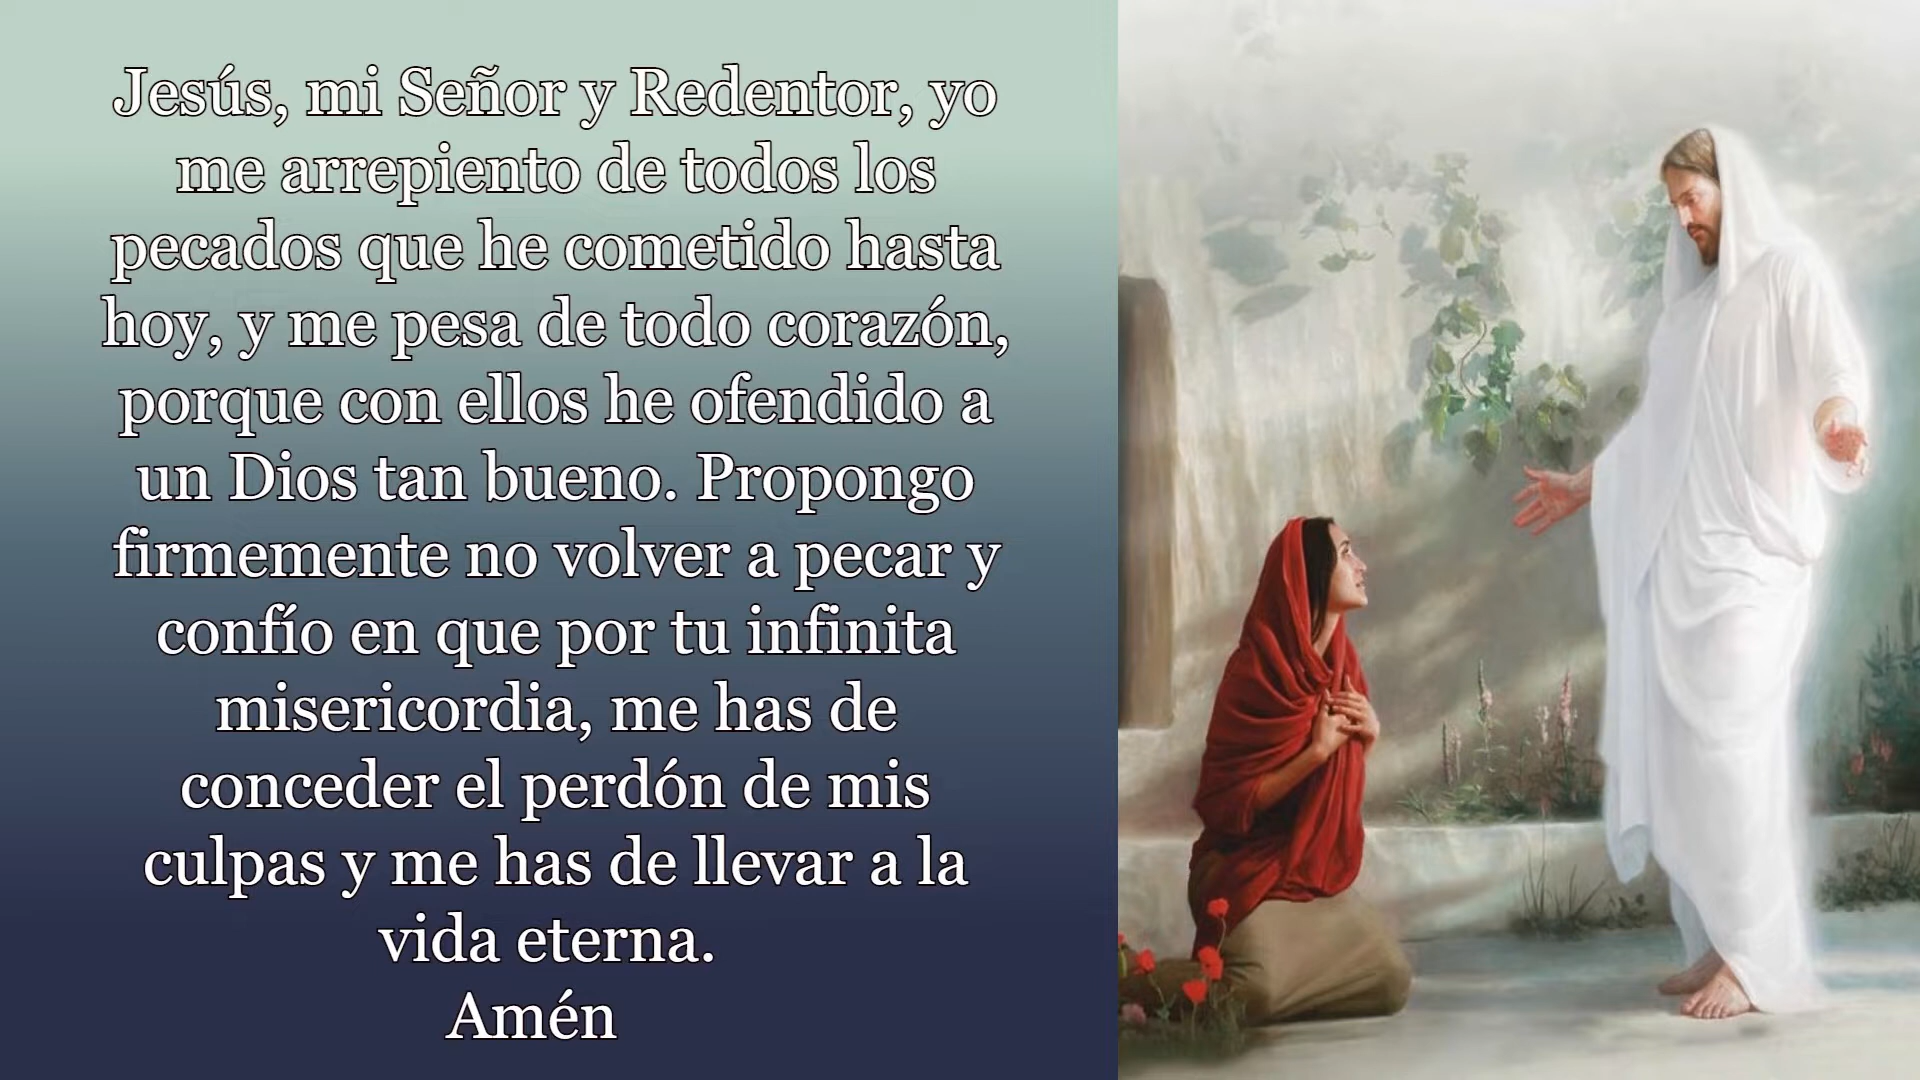 Jesús, mi Señor y Redentor, yo
me arrepiento de todos los
pecados que he cometido hasta
hoy, y me pesa de todo corazón,
porque con ellos he ofendido a
un Dios tan bueno. Propongo
firmemente no volver a pecar y
confío en que por tu infinita
misericordia, me has de
conceder el perdón de mis
culpas y me has de llevar a la
vida eterna.
Amén